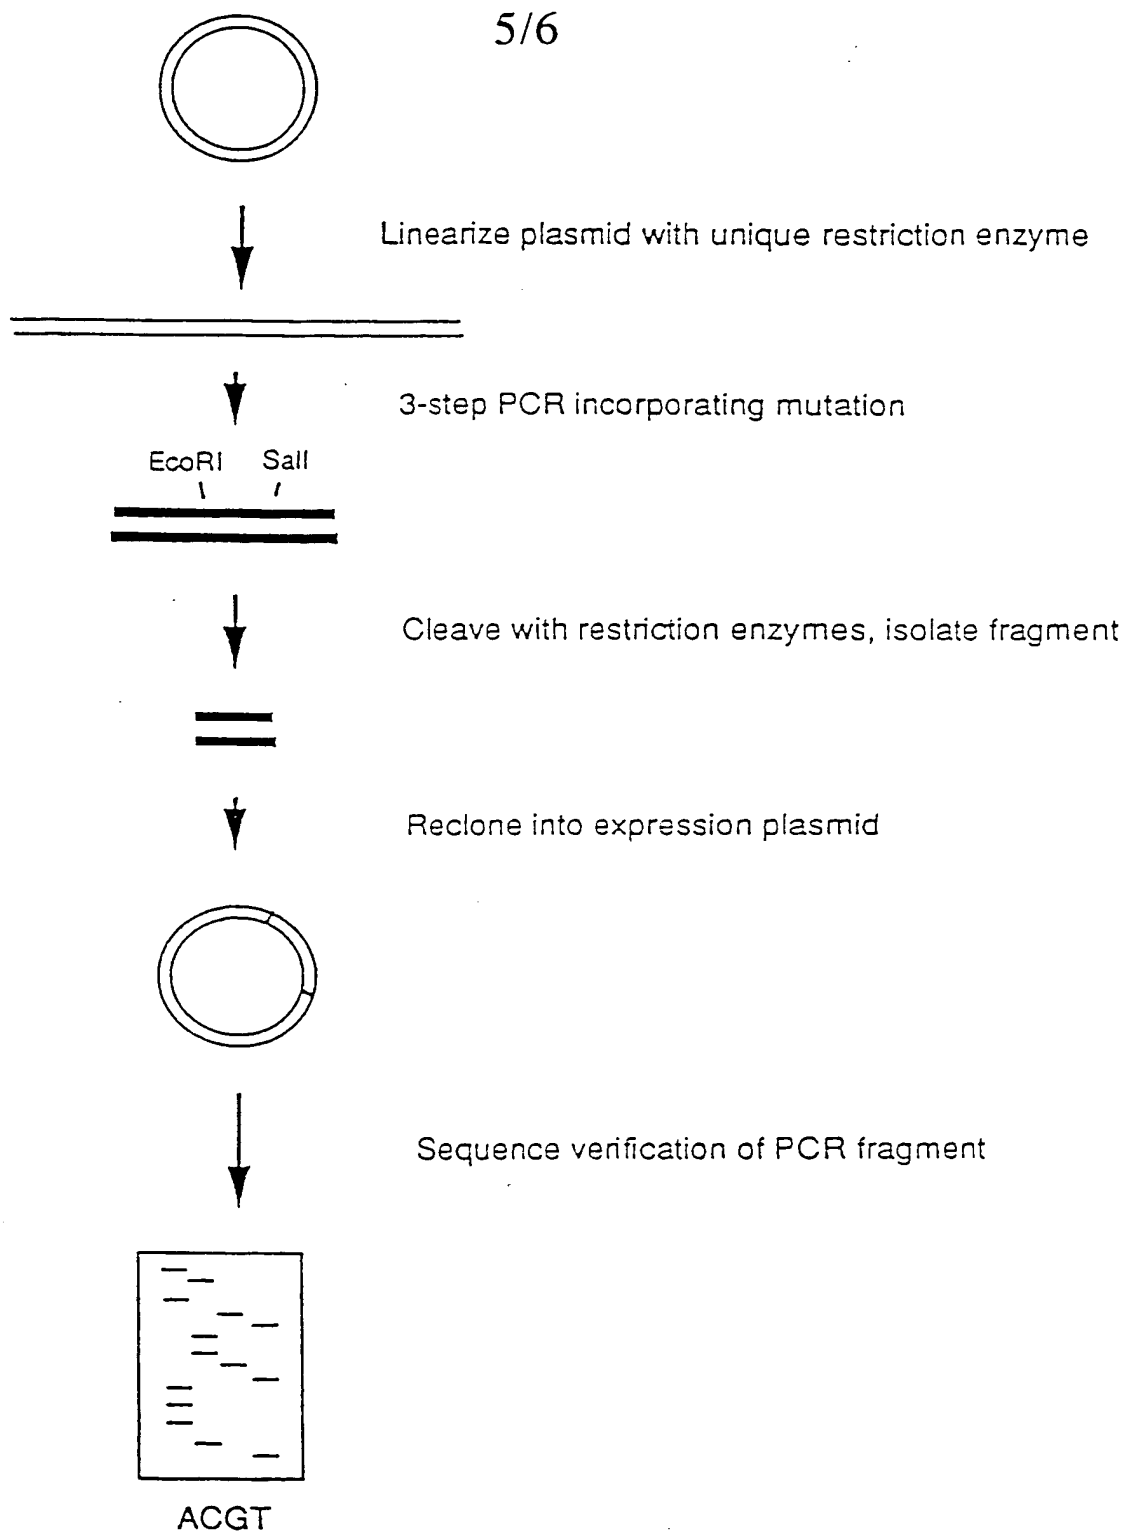 5/6
Linearize plasmid with unique restriction enzyme
3-step PCR incorporating mutation
EcoRI SalI
Cleave with restriction enzymes, isolate fragment
Reclone into expression plasmid
Sequence verification of PCR fragment
ACGT